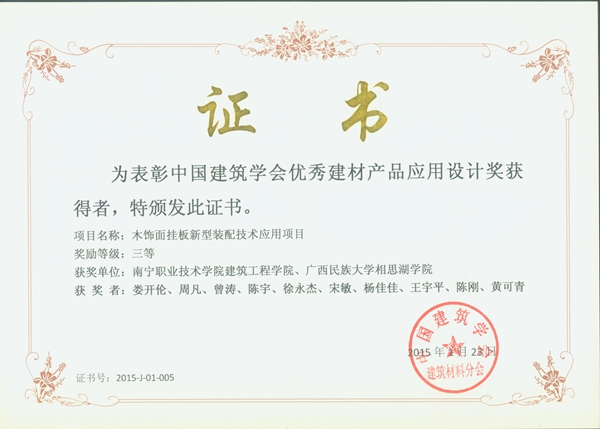 证书
为表彰中国建筑学会优秀建材产品应用设计奖获
得者，特颁发此证书。
项目名称：木饰面挂板新型装配技术应用项目
奖励等级：三等
获奖单位：南宁职业技术学院建筑工程学院、广西民族大学相思湖学院
获 奖 者：娄开伦、周凡、曾涛、陈宇、徐永杰、宋敏、杨佳佳、王宇平、陈刚、黄可青
中国建筑学会
2015 年 1 月 23 日
建筑材料分会
证书号：2015-J-01-005